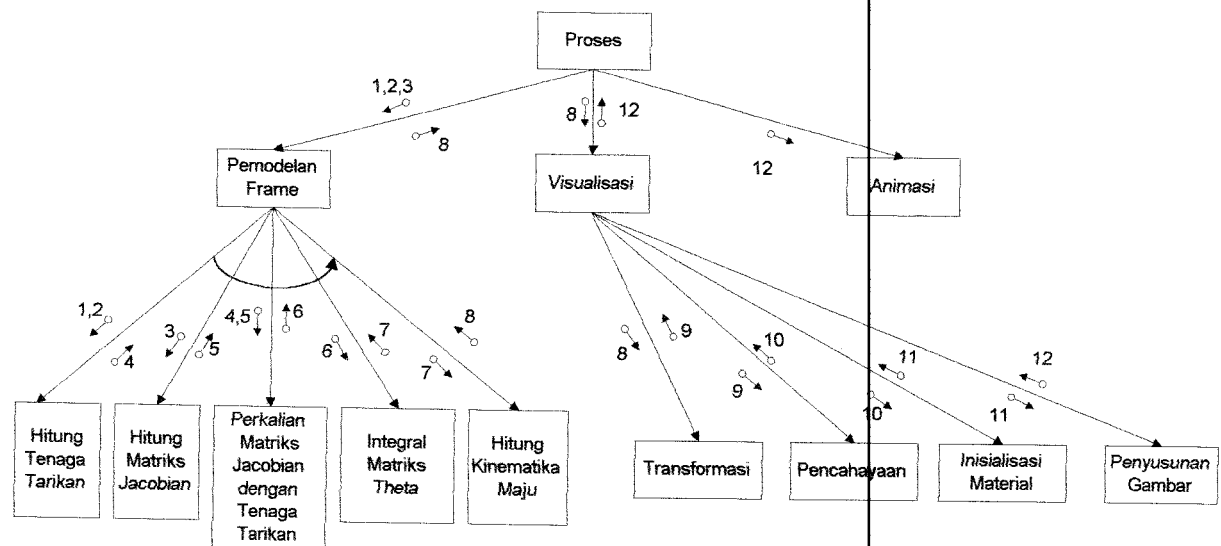 Proses
1,2,3
8
8
12
12
Pemodelan
Frame
Visualisasi
Animasi
1,2
4
3
5
4,5
6
6
7
7
8
8
9
9
10
10
11
11
12
Hitung
Tenaga
Tarikan
Hitung
Matriks
Jacobian
Perkalian
Matriks
Jacobian
dengan
Tenaga
Tarikan
Integral
Matriks
Theta
Hitung
Kinematika
Maju
Transformasi
Pencahayaan
Inisialisasi
Material
Penyusunan
Gambar